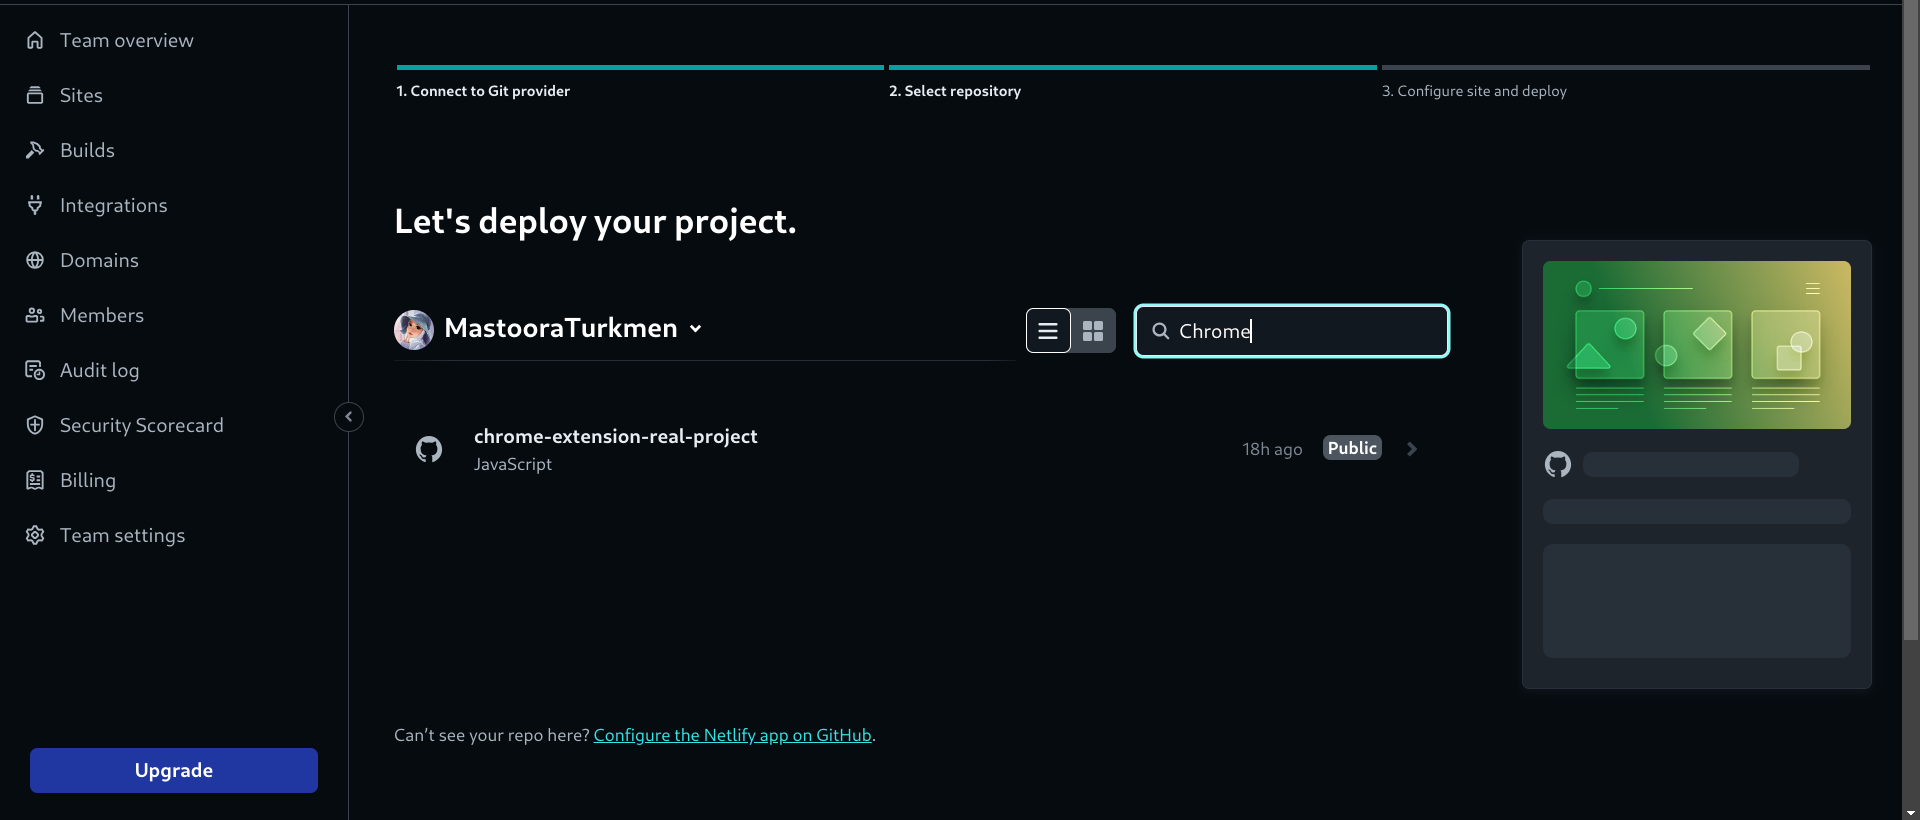 Team overview
Sites
Builds
Integrations
Domains
Members
Audit log
Security Scorecard
Billing
Team settings
Upgrade
1. Connect to Git provider
2. Select repository
3. Configure site and deploy
Let's deploy your project.
MastooraTurkmen
Chrome
chrome-extension-real-project
JavaScript
18h ago
Public
Can’t see your repo here? Configure the Netlify app on GitHub.